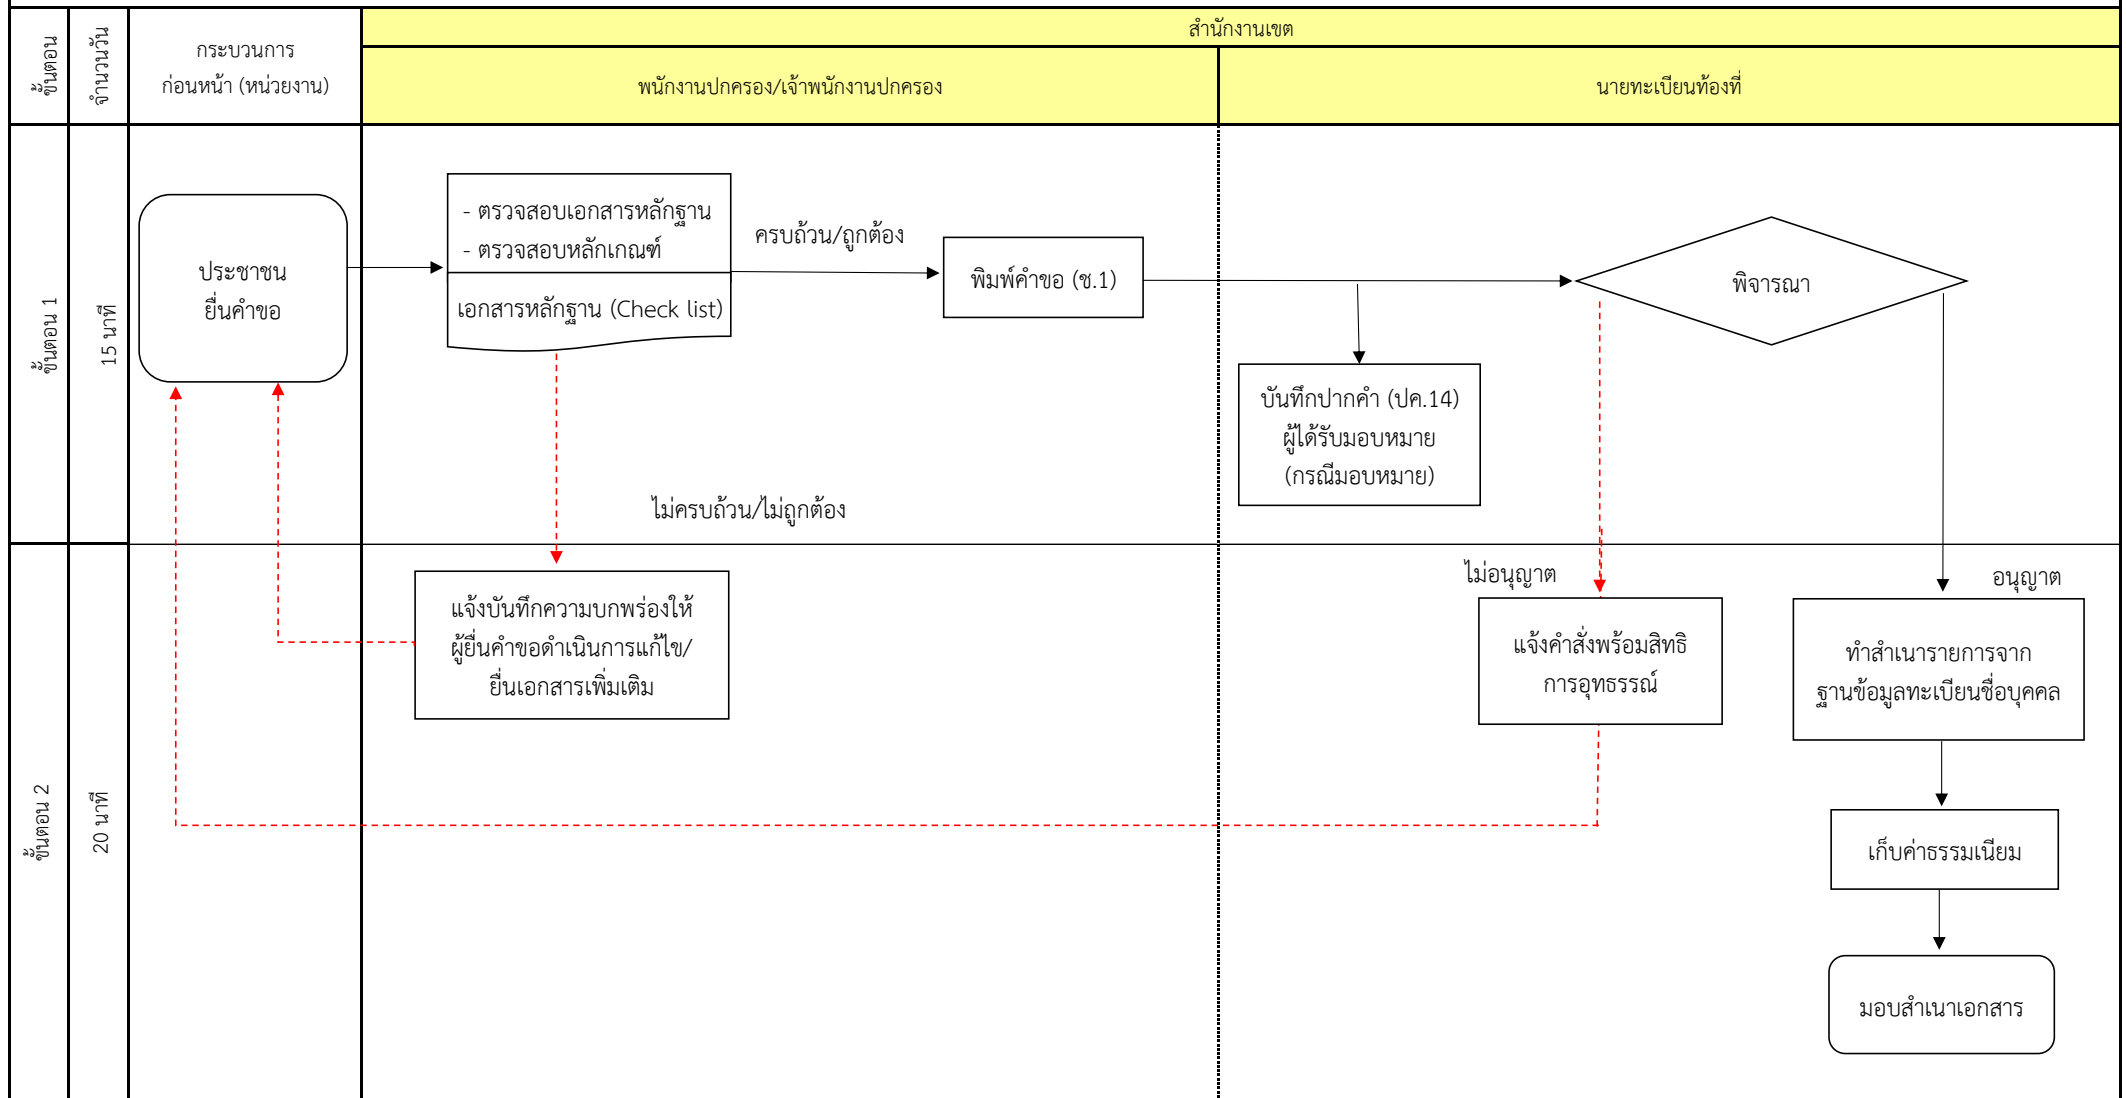 ขั้นตอน
จำนวนวัน
กระบวนการ
ก่อนหน้า (หน่วยงาน)
สำนักงานเขต
พนักงานปกครอง/เจ้าพนักงานปกครอง
นายทะเบียนท้องที่
ขั้นตอน 1
15 นาที
ประชาชน
ยื่นคำขอ
- ตรวจสอบเอกสารหลักฐาน
- ตรวจสอบหลักเกณฑ์
เอกสารหลักฐาน (Check list)
ครบถ้วน/ถูกต้อง
พิมพ์คำขอ (ช.1)
พิจารณา
บันทึกปากคำ (ปค.14)
ผู้ได้รับมอบหมาย
(กรณีมอบหมาย)
ไม่ครบถ้วน/ไม่ถูกต้อง
ขั้นตอน 2
20 นาที
แจ้งบันทึกความบกพร่องให้
ผู้ยื่นคำขอดำเนินการแก้ไข/
ยื่นเอกสารเพิ่มเติม
ไม่อนุญาต
แจ้งคำสั่งพร้อมสิทธิ
การอุทธรณ์
อนุญาต
ทำสำเนารายการจาก
ฐานข้อมูลทะเบียนชื่อบุคคล
เก็บค่าธรรมเนียม
มอบสำเนาเอกสาร